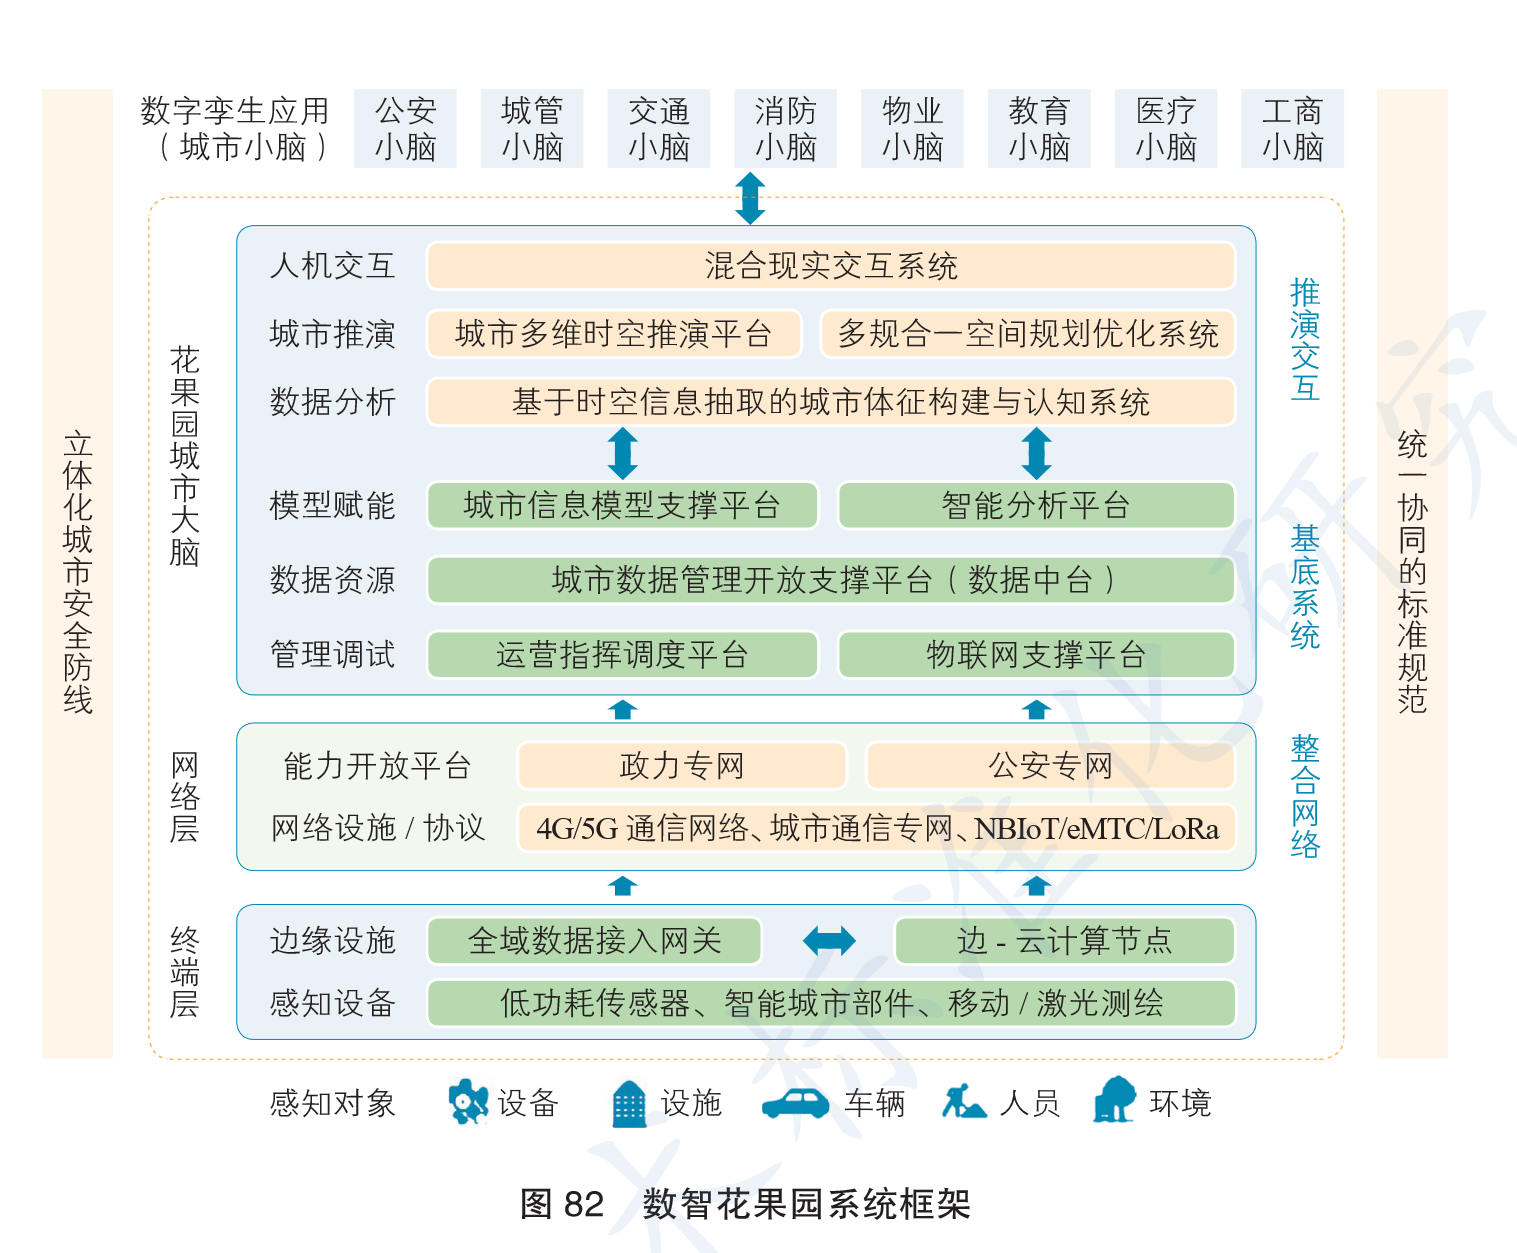 数字孪生应用
（城市小脑）
公安
小脑
城管
小脑
交通
小脑
消防
小脑
物业
小脑
教育
小脑
医疗
小脑
工商
小脑
立体化城市安全防线
统一协同的标准规范
花果园城市大脑
人机交互
混合现实交互系统
城市推演
城市多维时空推演平台
多规合一空间规划优化系统
数据分析
基于时空信息抽取的城市体征构建与认知系统
推演交互
模型赋能
城市信息模型支撑平台
智能分析平台
数据资源
城市数据管理开放支撑平台（数据中台）
管理调试
运营指挥调度平台
物联网支撑平台
基底系统
网络层
能力开放平台
政力专网
公安专网
网络设施 / 协议
4G/5G 通信网络、城市通信专网、NBIoT/eMTC/LoRa
整合网络
终端层
边缘设施
全域数据接入网关
边 - 云计算节点
感知设备
低功耗传感器、智能城市部件、移动 / 激光测绘
感知对象
设备
设施
车辆
人员
环境
图 82 数智花果园系统框架